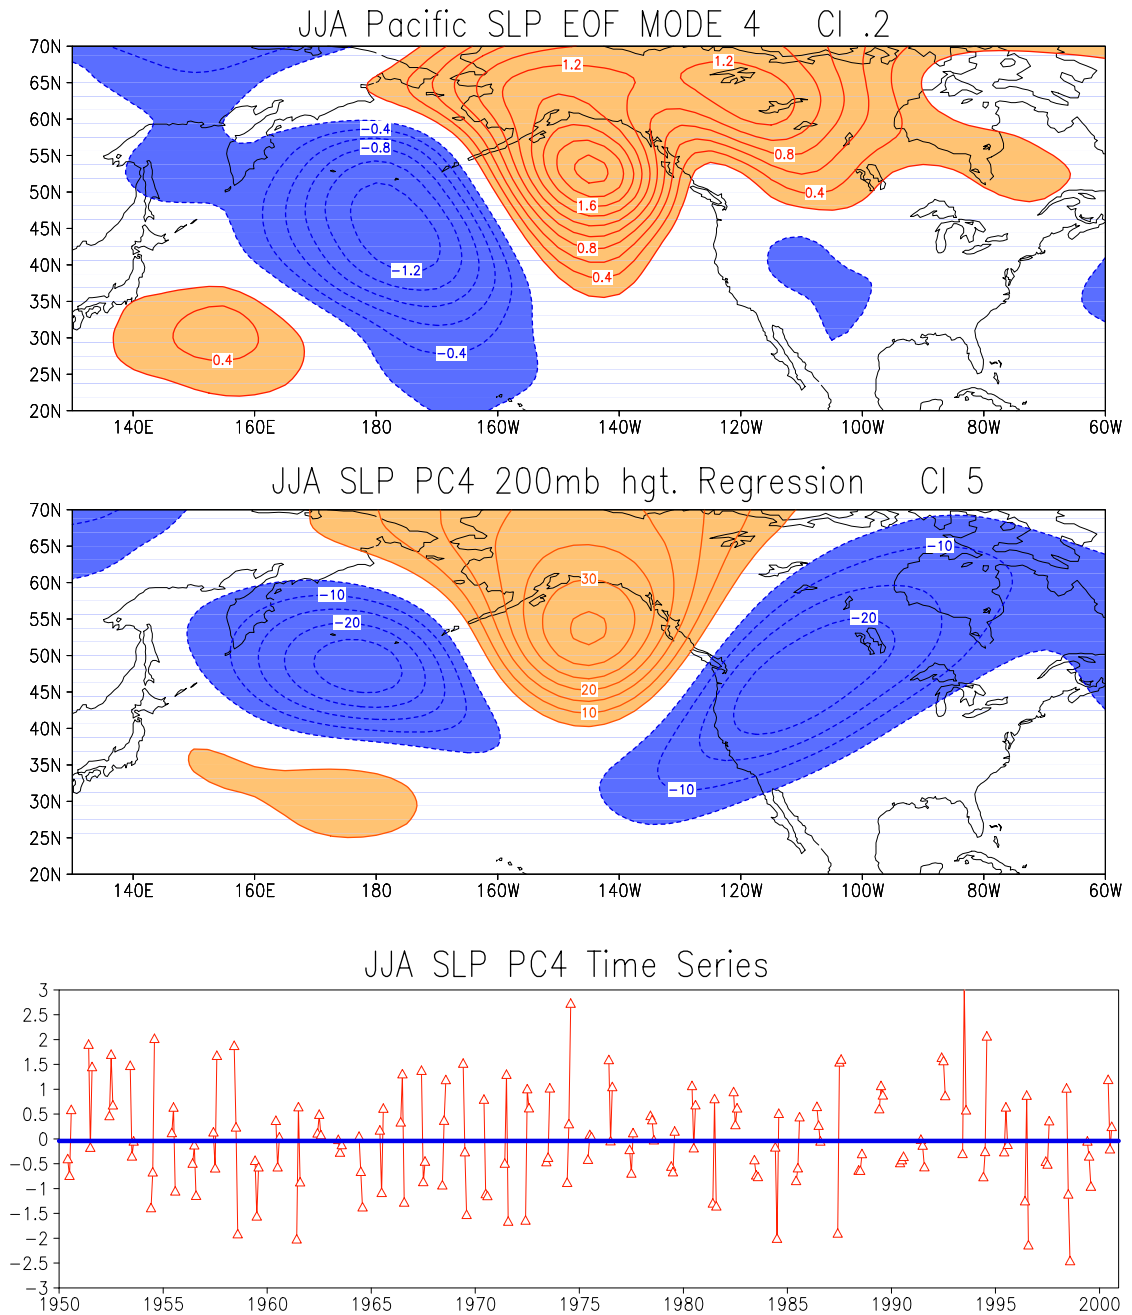 JJA Pacific SLP EOF MODE 4 CI .2
70N
65N
60N
55N
50N
45N
40N
35N
30N
25N
20N
1.2
1.2
-0.4
-0.8
0.8
0.4
1.6
0.8
-1.2
0.4
-0.4
0.4
140E 160E 180 160W 140W 120W 100W 80W 60W
JJA SLP PC4 200mb hgt. Regression CI 5
70N
65N
60N
55N
50N
45N
40N
35N
30N
25N
20N
-10
30
-10
-20
-20
20
10
-10
140E 160E 180 160W 140W 120W 100W 80W 60W
JJA SLP PC4 Time Series
3
2.5
2
1.5
1
0.5
0
-0.5
-1
-1.5
-2
-2.5
-3
1950 1955 1960 1965 1970 1975 1980 1985 1990 1995 2000